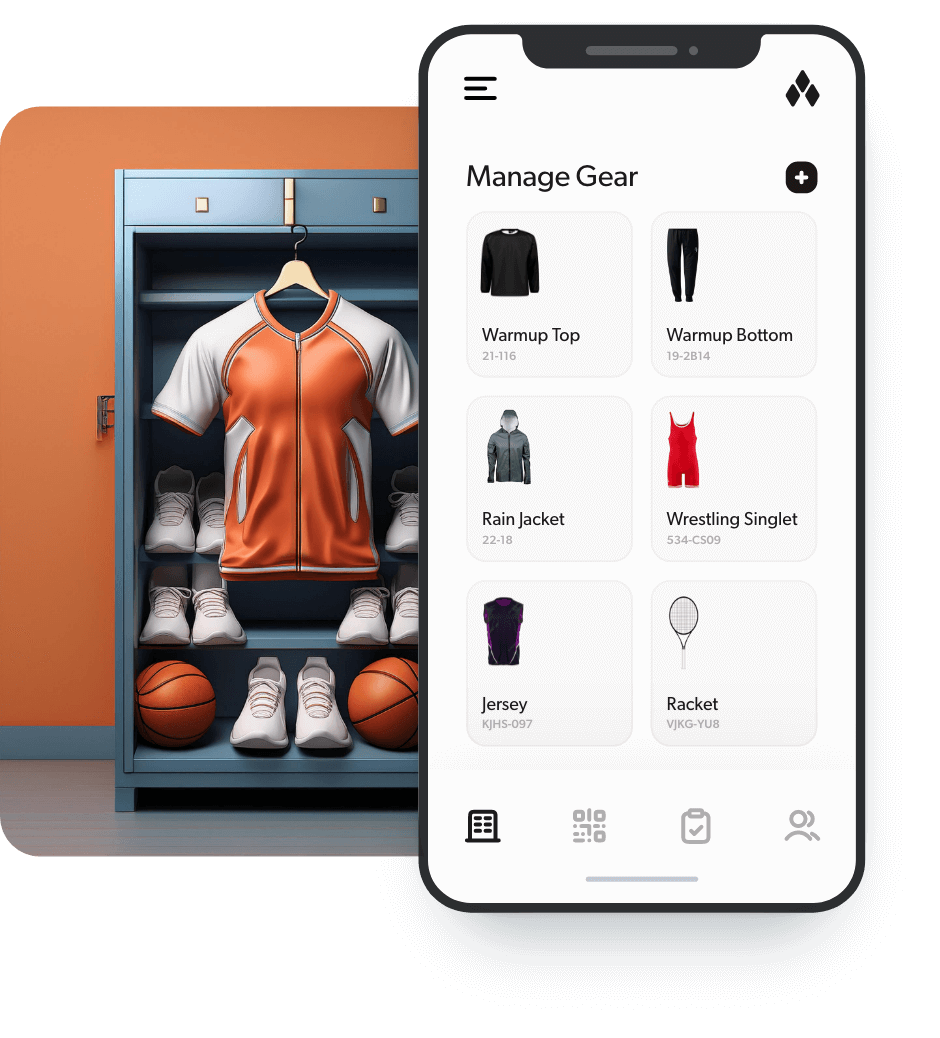 Manage Gear
Warmup Top
21-116
Warmup Bottom
19-2B14
Rain Jacket
22-18
Wrestling Singlet
534-CS09
Jersey
KJHS-097
Racket
VJKG-YU8